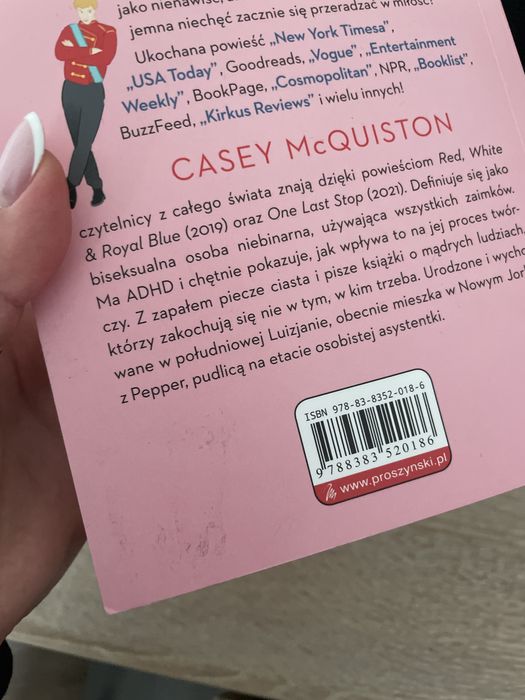 jako nienawiść,
jemna niechęć zacznie się przeradzać w miłość?
Ukochana powieść „New York Timesa",
„USA Today", Goodreads, „Vogue", „Entertainment
Weekly", BookPage, „Cosmopolitan", NPR, „Booklist",
BuzzFeed, „Kirkus Reviews" i wielu innych!
CASEY McQUISTON
czytelnicy z całego świata znają dzięki powieściom Red, White
& Royal Blue (2019) oraz One Last Stop (2021). Definiuje się jako
biseksualna osoba niebinarna, używająca wszystkich zaimków.
Ma ADHD i chętnie pokazuje, jak wpływa to na jej proces twór-
czy. Z zapałem piecze ciasta i pisze książki o mądrych ludziach,
którzy zakochują się nie w tym, w kim trzeba. Urodzone i wycho
wane w południowej Luizjanie, obecnie mieszka w Nowym Jor
z Pepper, pudlicą na etacie osobistej asystentki.
ISBN 978-83-8352-018-6
9 788383 520186
www.proszynski.pl